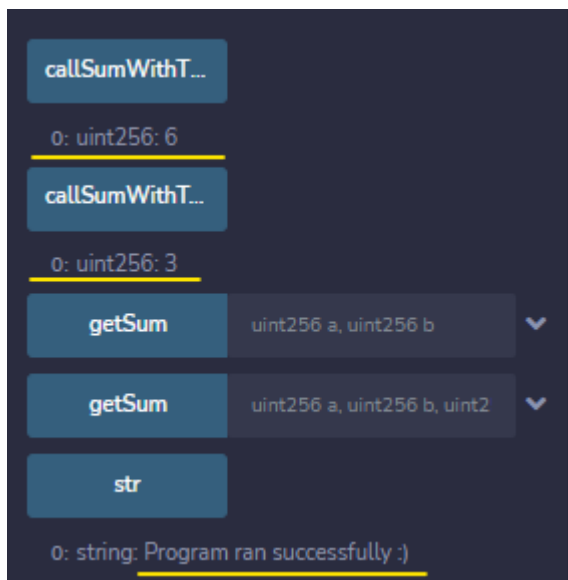 callSumWithT...
0: uint256: 6
callSumWithT...
0: uint256: 3
getSum uint256 a, uint256 b
getSum uint256 a, uint256 b, uint2
str
0: string: Program ran successfully :)